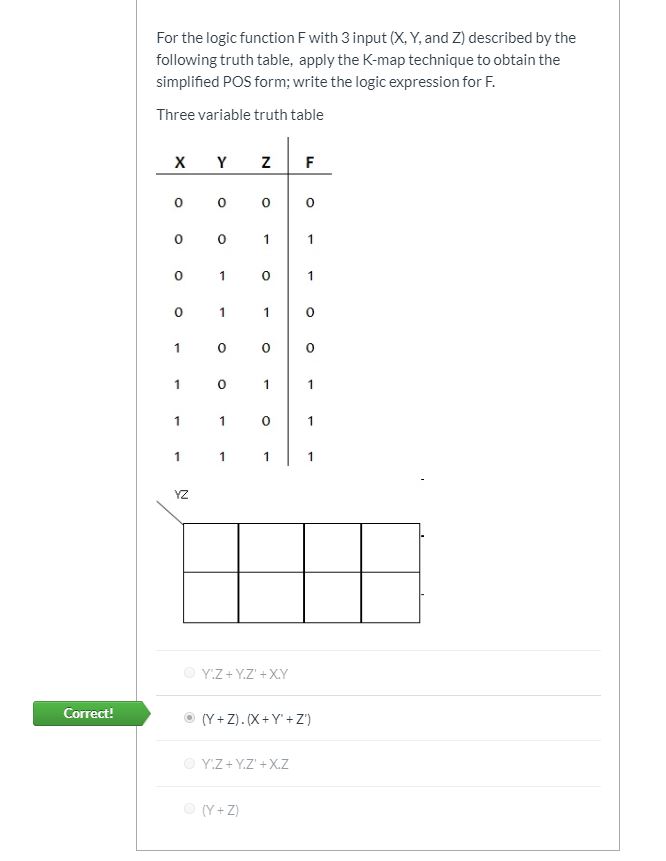 For the logic function F with 3 input (X, Y, and Z) described by the
following truth table, apply the K-map technique to obtain the
simplified POS form; write the logic expression for F.
Three variable truth table
X Y Z F
0 0 0 0
0 0 1 1
0 1 0 1
0 1 1 0
1 0 0 0
1 0 1 1
1 1 0 1
1 1 1 1
YZ
Y'.Z + Y.Z' + X.Y
Correct! (Y + Z) . (X + Y' + Z')
Y'.Z + Y.Z' + X.Z
(Y + Z)